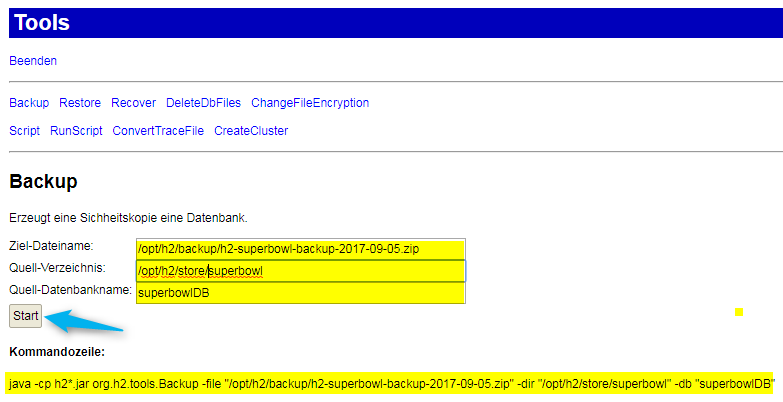 Tools
Beenden
Backup Restore Recover DeleteDbFiles ChangeFileEncryption
Script RunScript ConvertTraceFile CreateCluster
Backup
Erzeugt eine Sichheitskopie eine Datenbank.
Ziel-Dateiname: /opt/h2/backup/h2-superbowl-backup-2017-09-05.zip
Quell-Verzeichnis: /opt/h2/store/superbowl
Quell-Datenbankname: superbowlDB
Start
Kommandozeile:
java -cp h2*.jar org.h2.tools.Backup -file "/opt/h2/backup/h2-superbowl-backup-2017-09-05.zip" -dir "/opt/h2/store/superbowl" -db "superbowlDB"